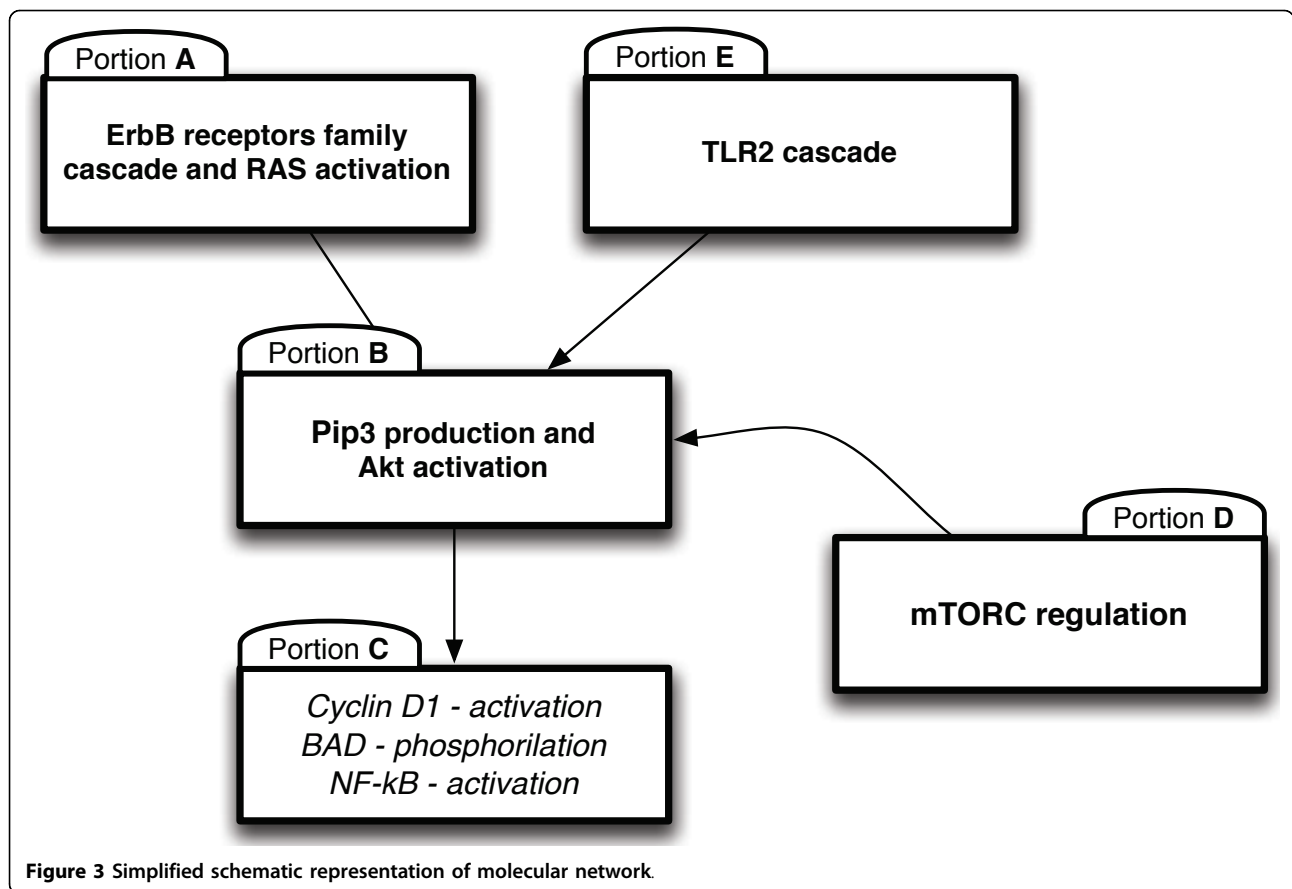 Portion A
ErbB receptors family
cascade and RAS activation
Portion E
TLR2 cascade
Portion B
Pip3 production and
Akt activation
Portion D
mTORC regulation
Portion C
Cyclin D1 - activation
BAD - phosphorilation
NF-kB - activation
Figure 3 Simplified schematic representation of molecular network.